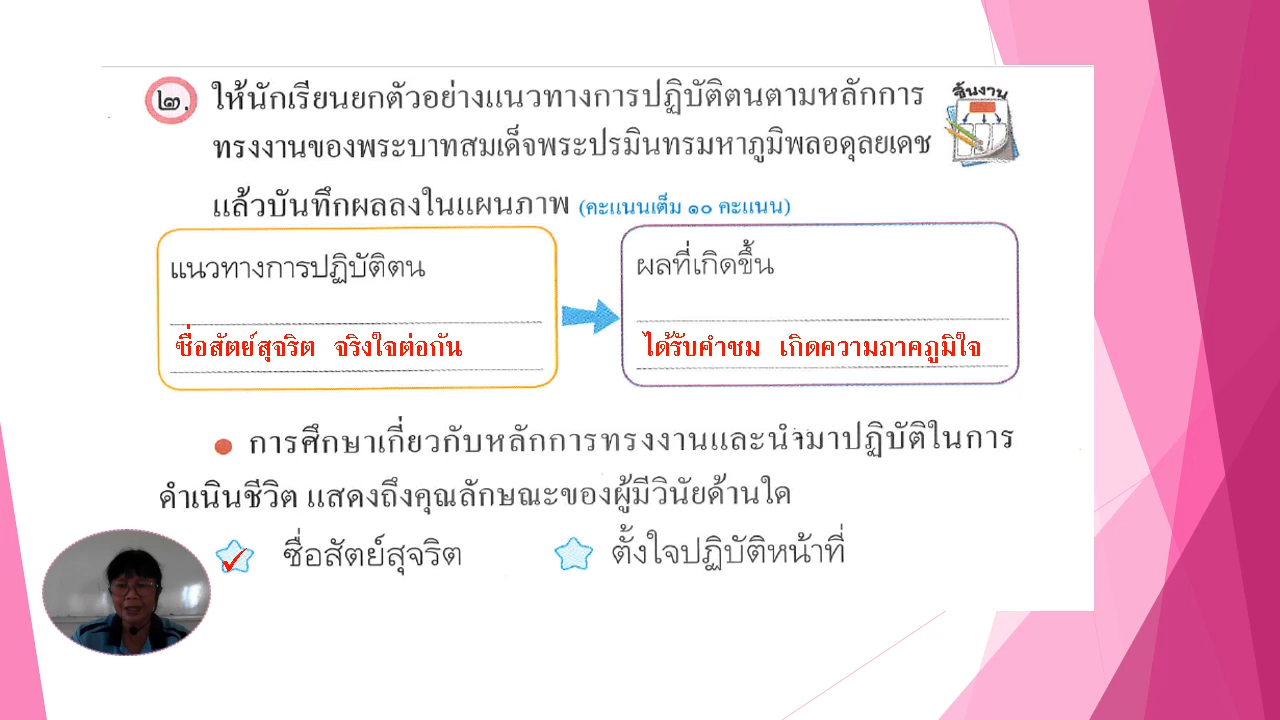 ๒. ให้นักเรียนยกตัวอย่างแนวทางการปฏิบัติตนตามหลักการ
ชิ้นงาน
ทรงงานของพระบาทสมเด็จพระปรมินทรมหาภูมิพลอดุลยเดช
แล้วบันทึกผลลงในแผนภาพ (คะแนนเต็ม ๑๐ คะแนน)
แนวทางการปฏิบัติตน
ซื่อสัตย์สุจริต จริงใจต่อกัน
ผลที่เกิดขึ้น
ได้รับคำชม เกิดความภาคภูมิใจ
การศึกษาเกี่ยวกับหลักการทรงงานและนำมาปฏิบัติในการ
ดำเนินชีวิต แสดงถึงคุณลักษณะของผู้มีวินัยด้านใด
ซื่อสัตย์สุจริต
ตั้งใจปฏิบัติหน้าที่